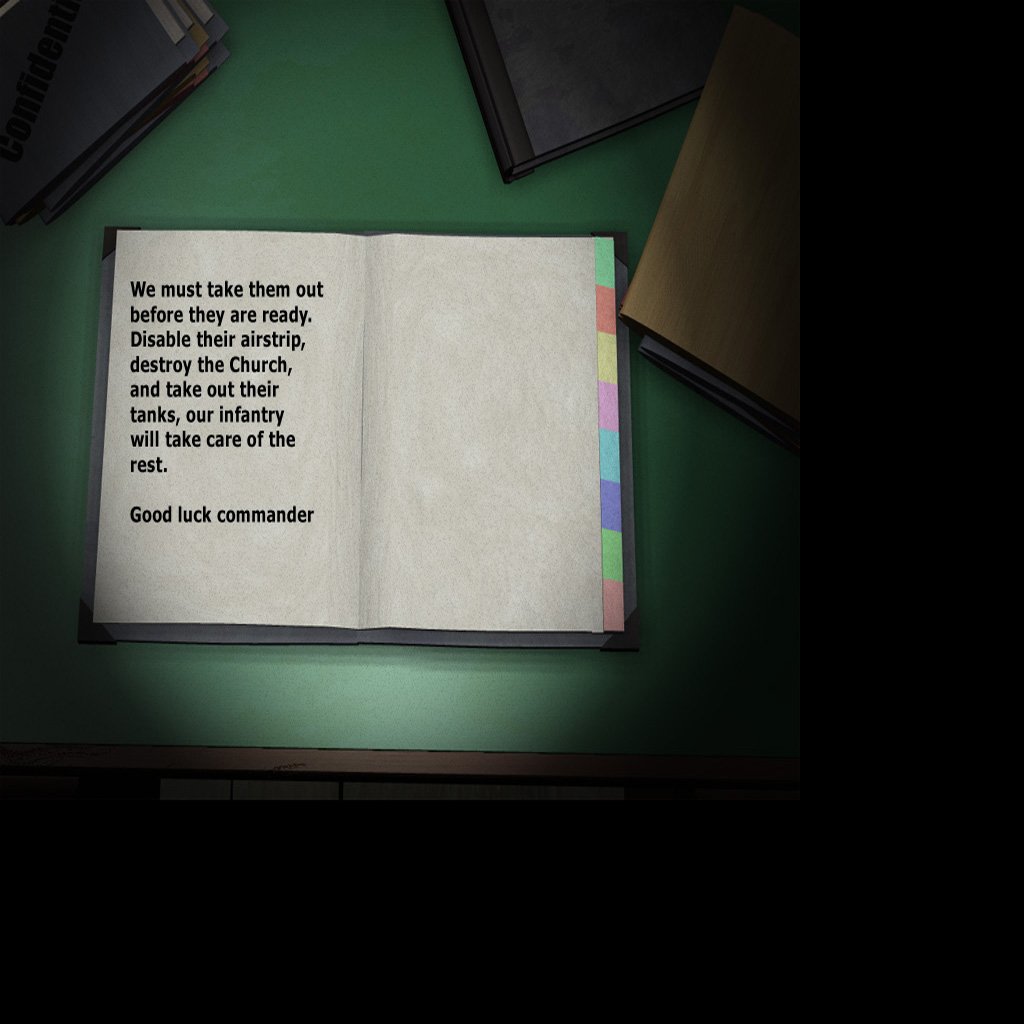 Confidenti
We must take them out
before they are ready.
Disable their airstrip,
destroy the Church,
and take out their
tanks, our infantry
will take care of the
rest.
Good luck commander